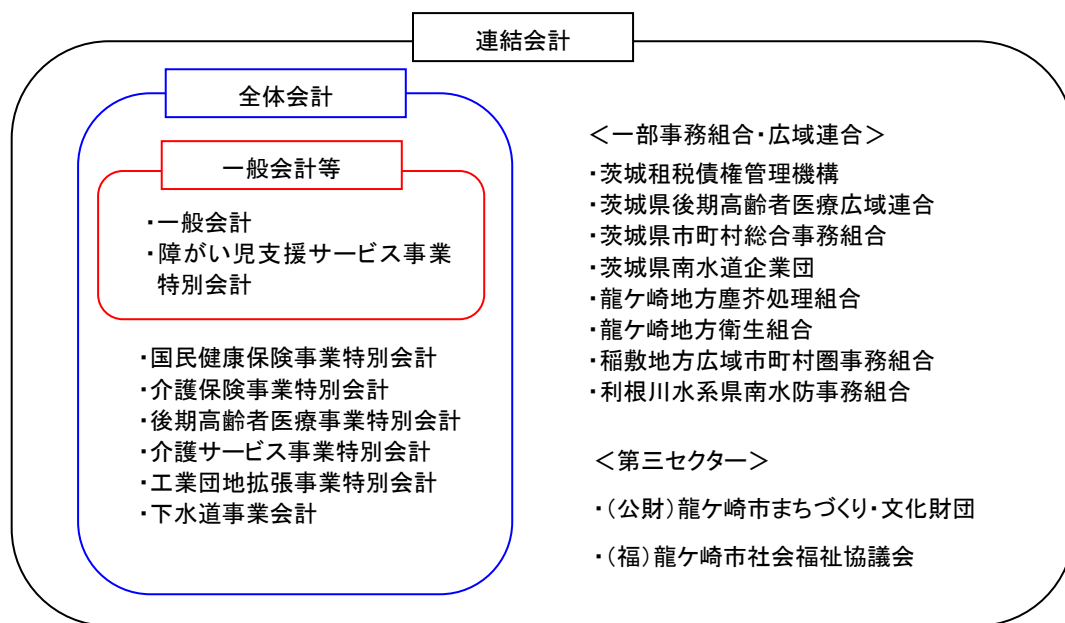 連結会計
全体会計
一般会計等
・一般会計
・障がい児支援サービス事業
特別会計
・国民健康保険事業特別会計
・介護保険事業特別会計
・後期高齢者医療事業特別会計
・介護サービス事業特別会計
・工業団地拡張事業特別会計
・下水道事業会計
＜一部事務組合・広域連合＞
・茨城租税債権管理機構
・茨城県後期高齢者医療広域連合
・茨城県市町村総合事務組合
・茨城県南水道企業団
・龍ケ崎地方塵芥処理組合
・龍ケ崎地方衛生組合
・稲敷地方広域市町村圏事務組合
・利根川水系県南水防事務組合
＜第三セクター＞
・（公財）龍ケ崎市まちづくり・文化財団
・（福）龍ケ崎市社会福祉協議会